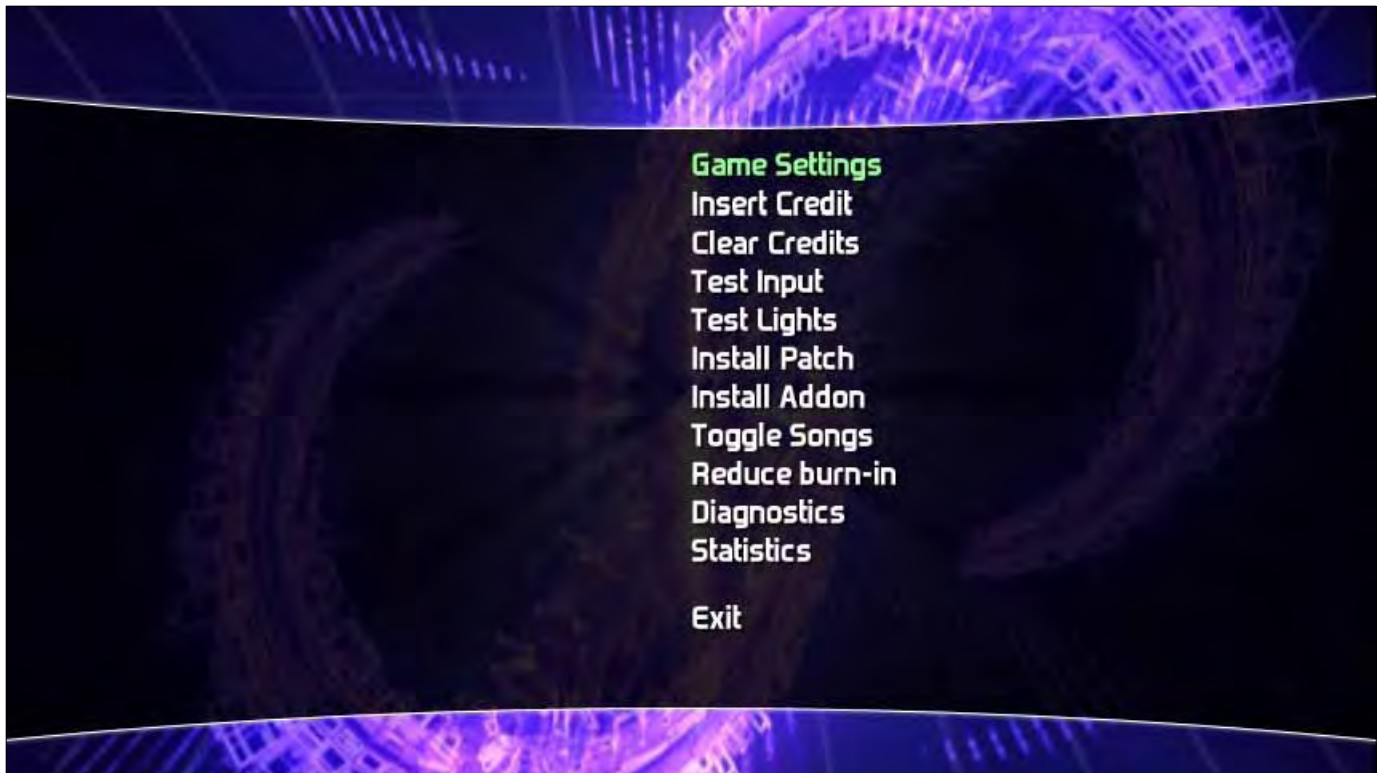 Game Settings
Insert Credit
Clear Credits
Test Input
Test Lights
Install Patch
Install Addon
Toggle Songs
Reduce burn-in
Diagnostics
Statistics
Exit